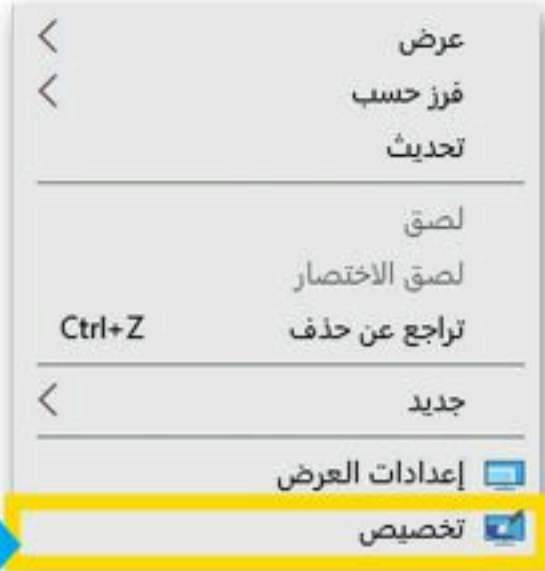 عرض
فرز حسب
تحديث
لصق
لصق الاختصار
تراجع عن حذف Ctrl+Z
جديد
إعدادات العرض
تخصيص